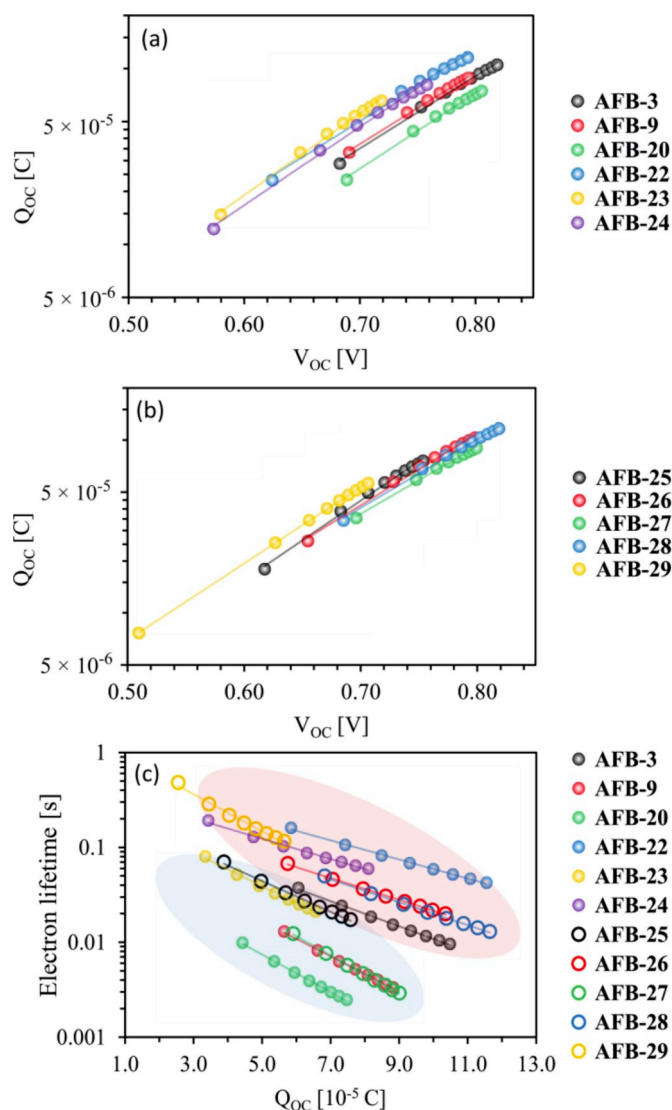 (a)
Q_OC [C]
5 × 10⁻⁵
5 × 10⁻⁶
0.50 0.60 0.70 0.80
V_OC [V]
AFB-3
AFB-9
AFB-20
AFB-22
AFB-23
AFB-24
(b)
Q_OC [C]
5 × 10⁻⁵
5 × 10⁻⁶
0.50 0.60 0.70 0.80
V_OC [V]
AFB-25
AFB-26
AFB-27
AFB-28
AFB-29
(c)
Electron lifetime [s]
1
0.1
0.01
0.001
1.0 3.0 5.0 7.0 9.0 11.0 13.0
Q_OC [10⁻⁵ C]
AFB-3
AFB-9
AFB-20
AFB-22
AFB-23
AFB-24
AFB-25
AFB-26
AFB-27
AFB-28
AFB-29